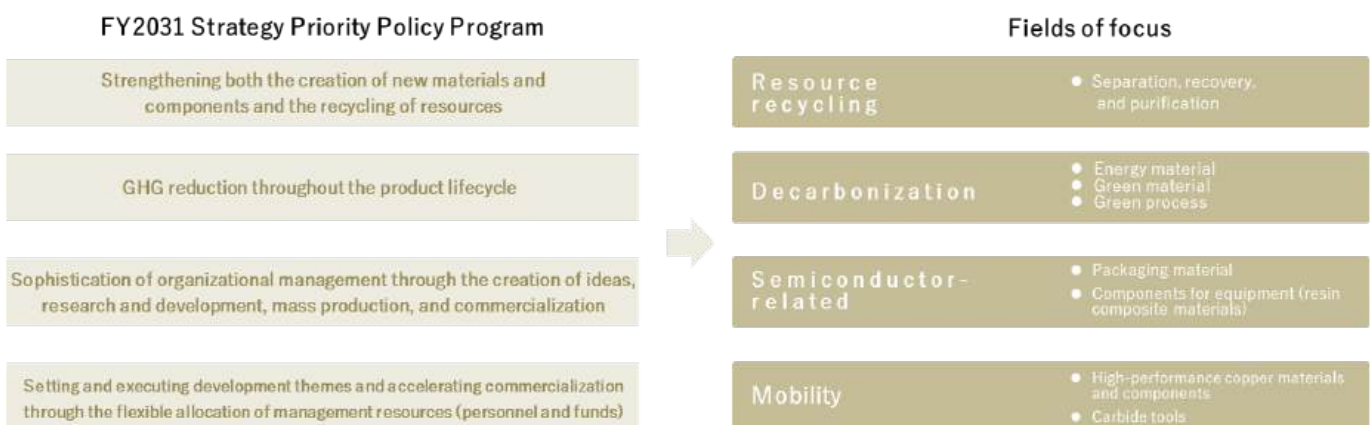 FY2031 Strategy Priority Policy Program
Strengthening both the creation of new materials and
components and the recycling of resources
GHG reduction throughout the product lifecycle
Sophistication of organizational management through the creation of ideas,
research and development, mass production, and commercialization
Setting and executing development themes and accelerating commercialization
through the flexible allocation of management resources (personnel and funds)
Fields of focus
Resource
recycling
● Separation, recovery,
and purification
Decarbonization
● Energy material
● Green material
● Green process
Semiconductor-
related
● Packaging material
● Components for equipment (resin
composite materials)
Mobility
● High-performance copper materials
and components
● Carbide tools